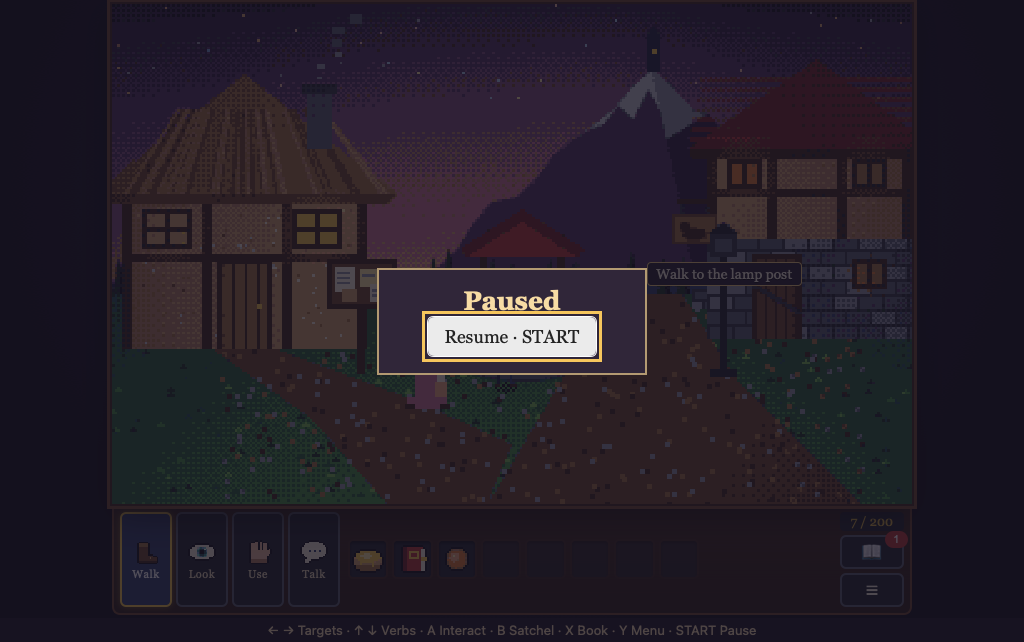 Walk to the lamp post
Paused
Resume · START
7 / 200
1
Walk
Look
Use
Talk
← → Targets · ↑ ↓ Verbs · A Interact · B Satchel · X Book · Y Menu · START Pause